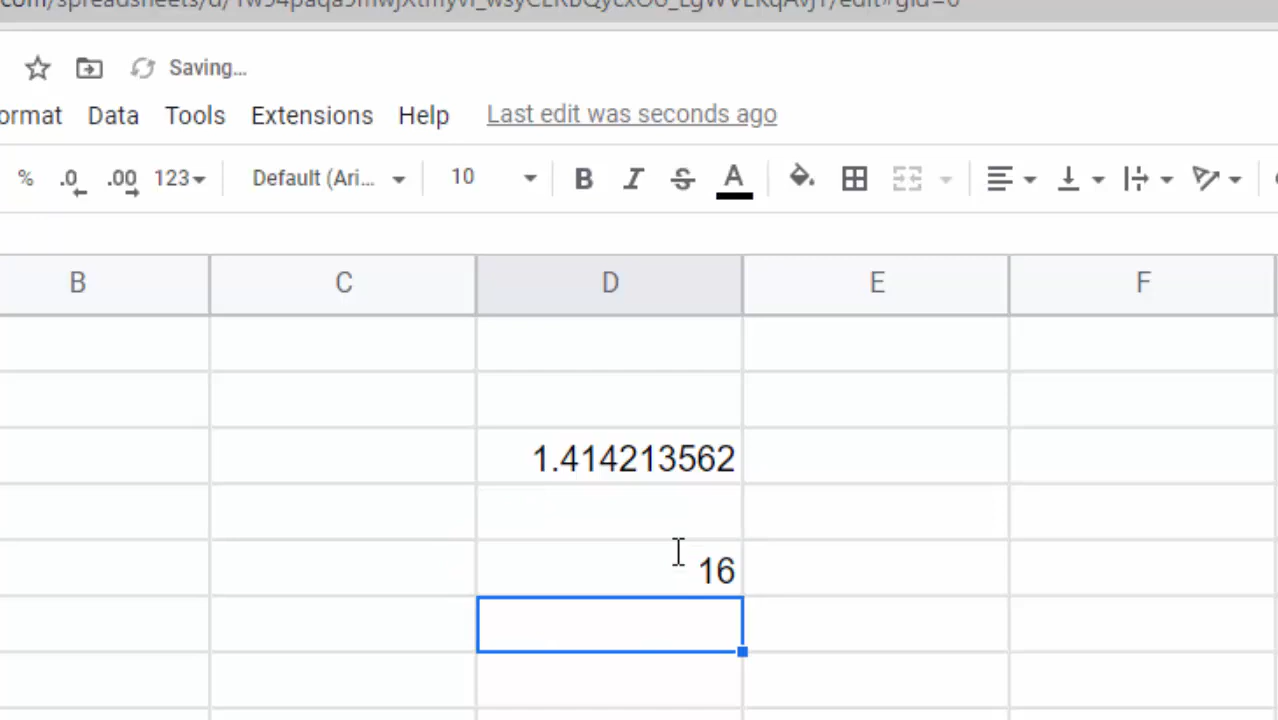 Saving...
ormat Data Tools Extensions Help Last edit was seconds ago
% .0 .00 123 Default (Ari... 10 B I S A
B C D E F
1.414213562
16